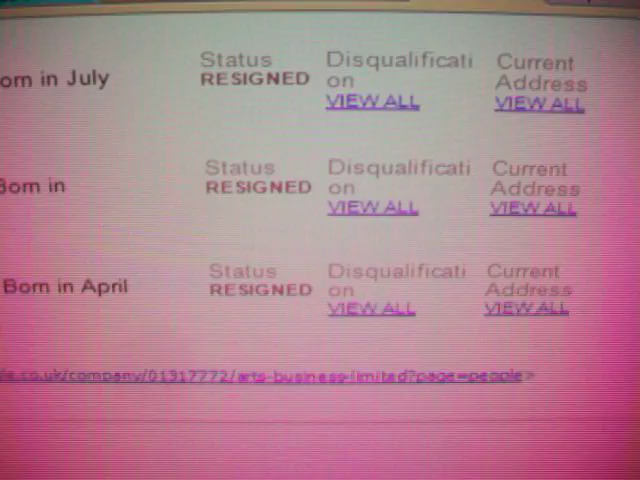 Status Disqualificati Current
orn in July RESIGNED on Address
VIEW ALL VIEW ALL
Status Disqualificati Current
Born in RESIGNED on Address
VIEW ALL VIEW ALL
Status Disqualificati Current
Born in April RESIGNED on Address
VIEW ALL VIEW ALL
e.co.uk/company/01317772/arts-business-limited?page=people>